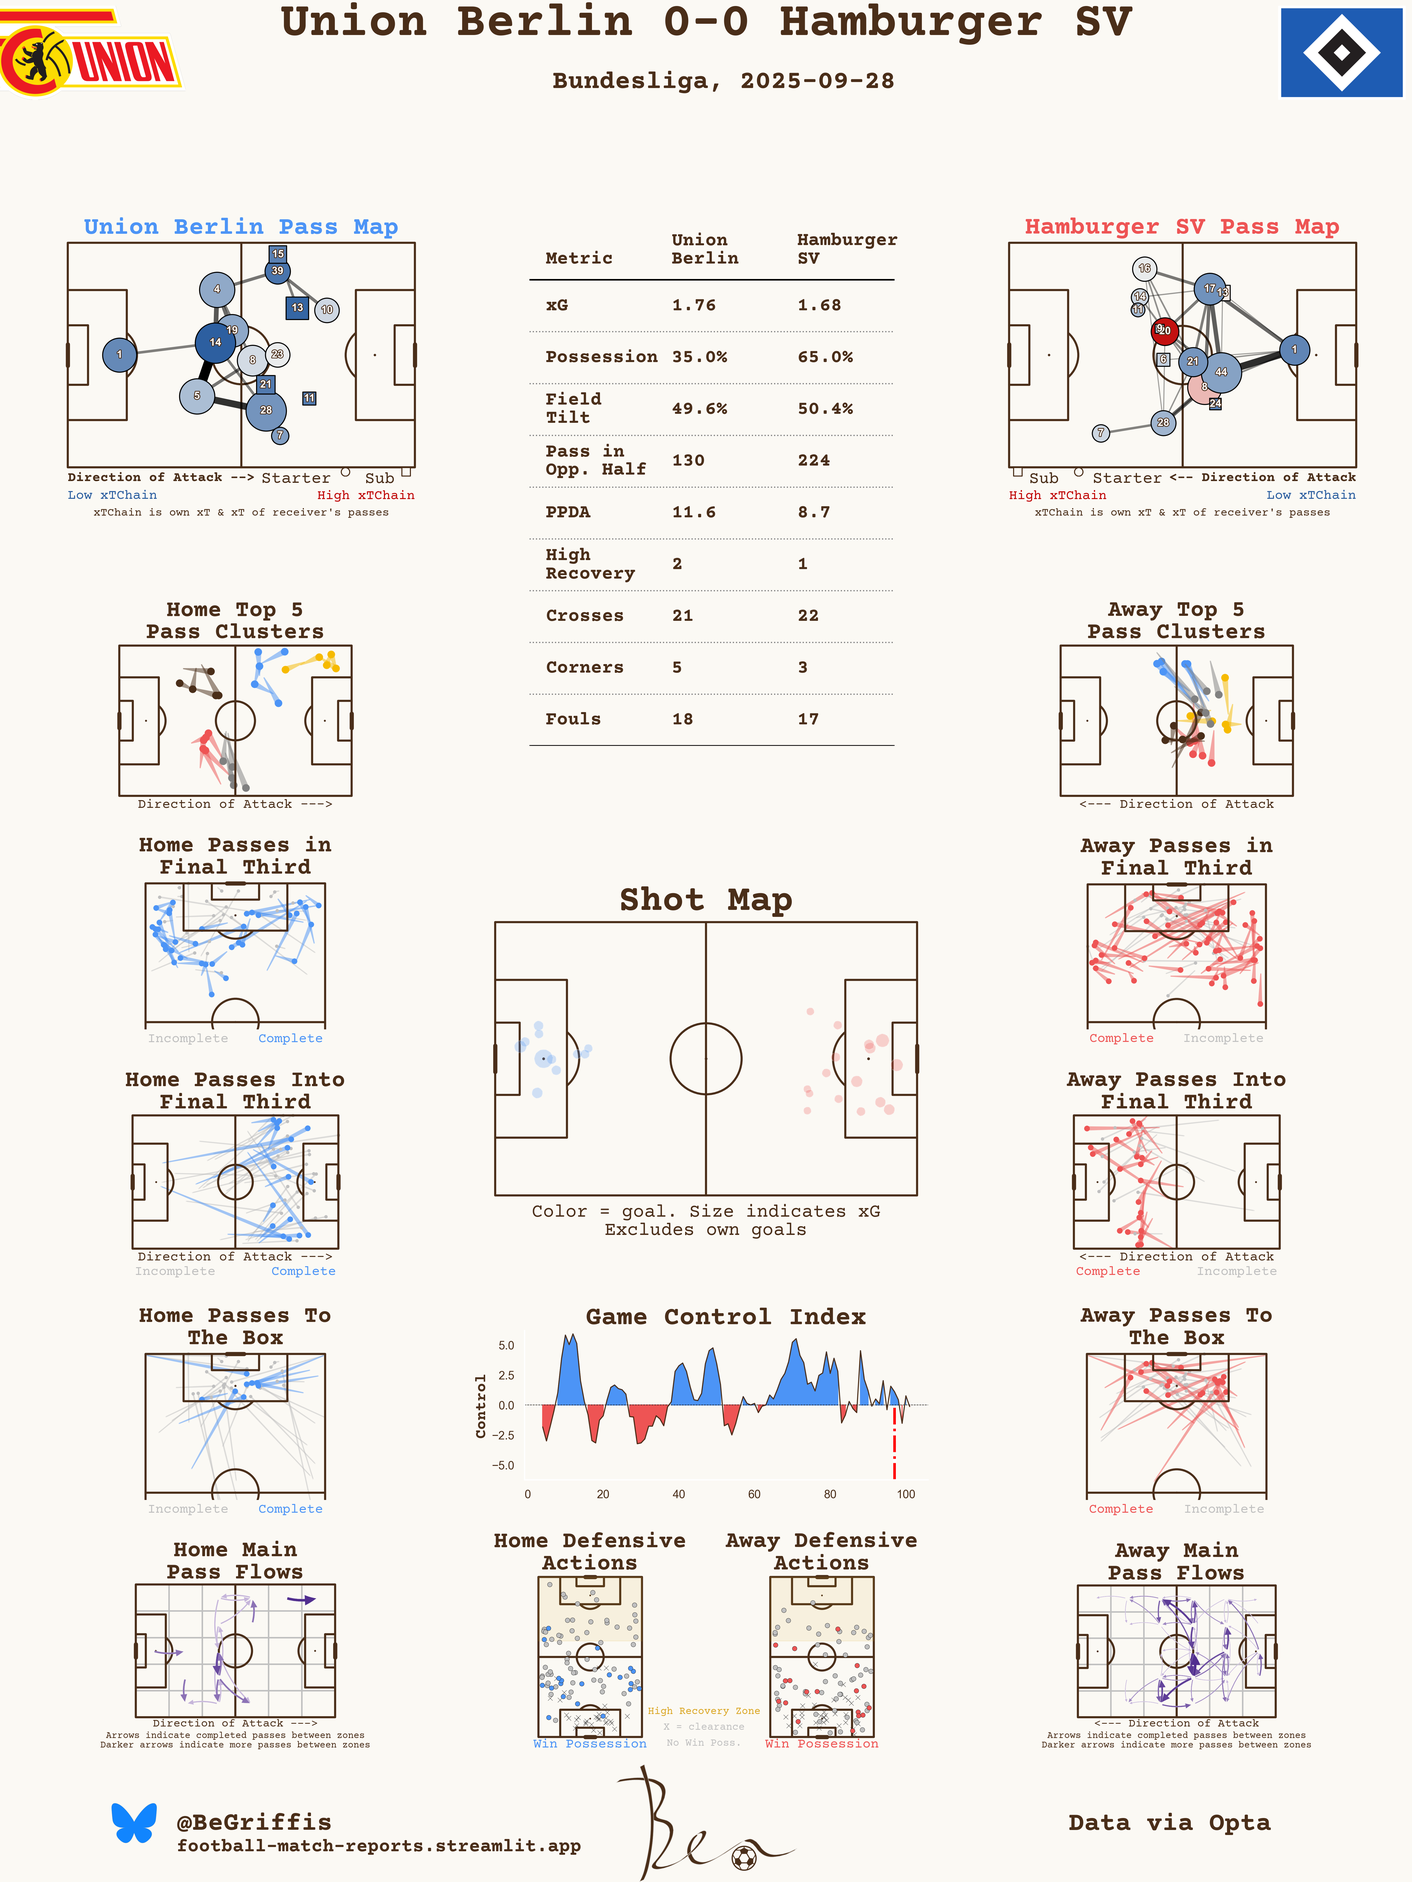 Union Berlin 0-0 Hamburger SV
Bundesliga, 2025-09-28
UNION
Union Berlin Pass Map
15
39
4
13
10
19
14
1
8
23
21
5
11
28
7
Direction of Attack --> Starter Sub
Low xTChain High xTChain
xTChain is own xT & xT of receiver's passes
Metric Union Berlin Hamburger SV
xG 1.76 1.68
Possession 35.0% 65.0%
Field Tilt 49.6% 50.4%
Pass in Opp. Half 130 224
PPDA 11.6 8.7
High Recovery 2 1
Crosses 21 22
Corners 5 3
Fouls 18 17
Hamburger SV Pass Map
16
17
13
14
11
9
20
1
6
21
44
8
24
28
7
Sub Starter <-- Direction of Attack
High xTChain Low xTChain
xTChain is own xT & xT of receiver's passes
Home Top 5
Pass Clusters
Direction of Attack --->
Away Top 5
Pass Clusters
<--- Direction of Attack
Home Passes in
Final Third
Incomplete Complete
Shot Map
Color = goal. Size indicates xG
Excludes own goals
Away Passes in
Final Third
Complete Incomplete
Home Passes Into
Final Third
Direction of Attack --->
Incomplete Complete
Away Passes Into
Final Third
<--- Direction of Attack
Complete Incomplete
Home Passes To
The Box
Incomplete Complete
Game Control Index
Control
5.0
2.5
0.0
−2.5
−5.0
0 20 40 60 80 100
Away Passes To
The Box
Complete Incomplete
Home Main
Pass Flows
Direction of Attack --->
Arrows indicate completed passes between zones
Darker arrows indicate more passes between zones
Home Defensive
Actions
Win Possession
High Recovery Zone
X = clearance
No Win Poss.
Away Defensive
Actions
Win Possession
Away Main
Pass Flows
<--- Direction of Attack
Arrows indicate completed passes between zones
Darker arrows indicate more passes between zones
@BeGriffis
football-match-reports.streamlit.app
Ben
Data via Opta